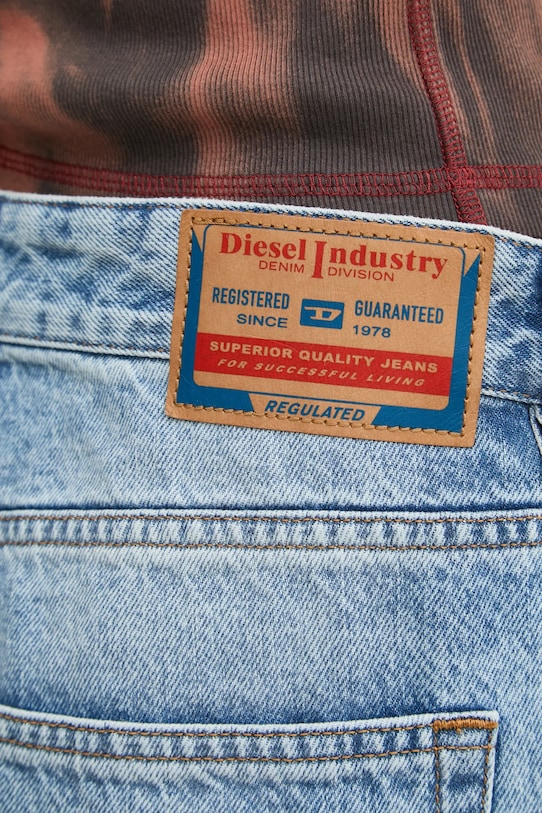 Diesel Industry
DENIM DIVISION
REGISTERED D GUARANTEED
SINCE 1978
SUPERIOR QUALITY JEANS
FOR SUCCESSFUL LIVING
REGULATED